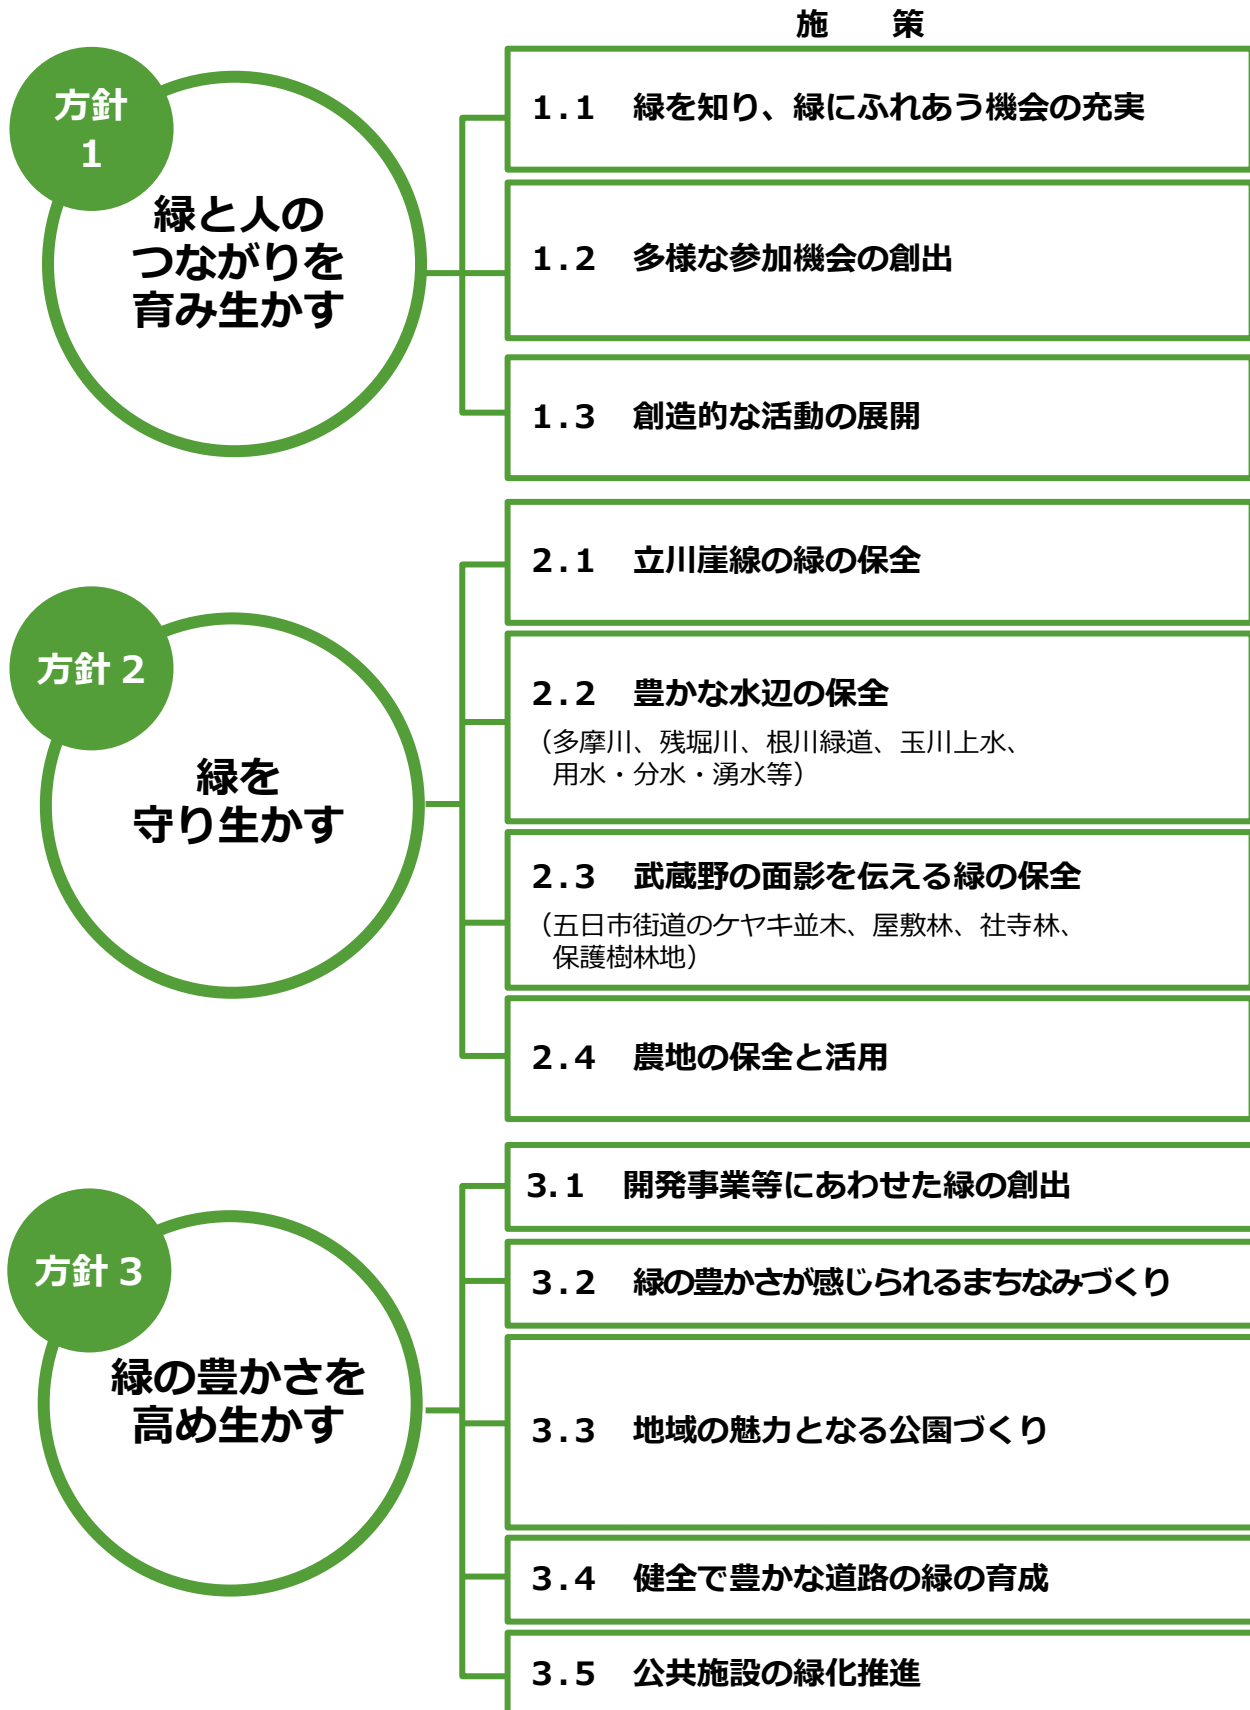 施　策
方針
1
緑と人の
つながりを
育み生かす
1.1　緑を知り、緑にふれあう機会の充実
1.2　多様な参加機会の創出
1.3　創造的な活動の展開
方針 2
緑を
守り生かす
2.1　立川崖線の緑の保全
2.2　豊かな水辺の保全
（多摩川、残堀川、根川緑道、玉川上水、
用水・分水・湧水等）
2.3　武蔵野の面影を伝える緑の保全
（五日市街道のケヤキ並木、屋敷林、社寺林、
保護樹林地）
2.4　農地の保全と活用
方針 3
緑の豊かさを
高め生かす
3.1　開発事業等にあわせた緑の創出
3.2　緑の豊かさが感じられるまちなみづくり
3.3　地域の魅力となる公園づくり
3.4　健全で豊かな道路の緑の育成
3.5　公共施設の緑化推進